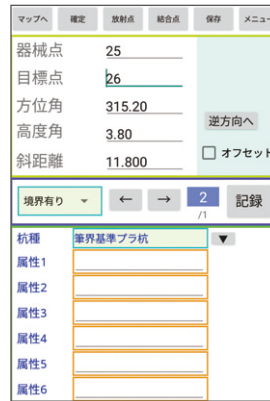 マップへ 確定 放射点 結合点 保存 メニュー
器械点 25
目標点 26
方位角 315.20
高度角 3.80
逆方向へ
斜距離 11.800
オフセット
境界有り ▼ ← → 2 記録
/1
杭種 筆界基準プラ杭 ▼
属性1
属性2
属性3
属性4
属性5
属性6